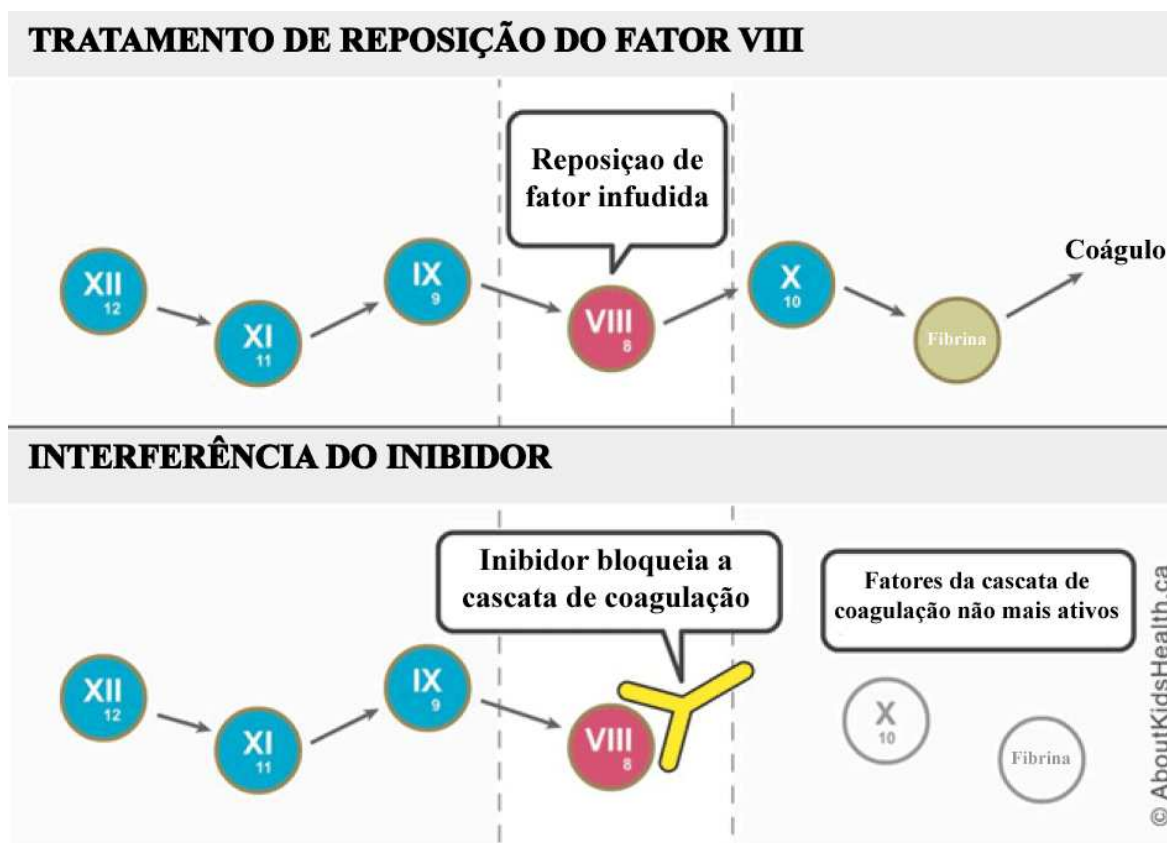 TRATAMENTO DE REPOSIÇÃO DO FATOR VIII
Reposiçao de
fator infudida
XII
12
XI
11
IX
9
VIII
8
X
10
Fibrina
Coágulo
INTERFERÊNCIA DO INIBIDOR
Inibidor bloqueia a
cascata de coagulação
Fatores da cascata de
coagulação não mais ativos
XII
12
XI
11
IX
9
VIII
8
X
10
Fibrina
© AboutKidsHealth.ca